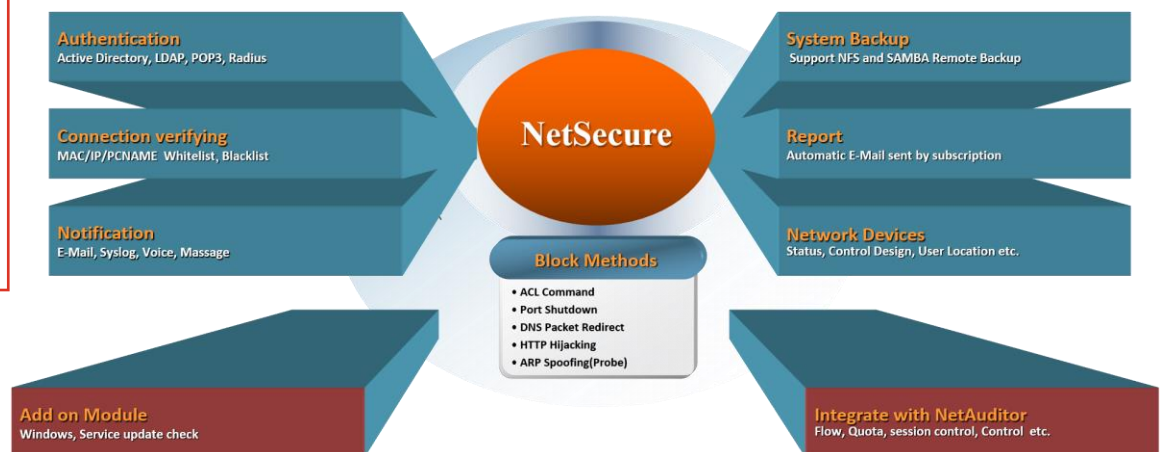 Authentication
Active Directory, LDAP, POP3, Radius
Connection verifying
MAC/IP/PCNAME Whitelist, Blacklist
Notification
E-Mail, Syslog, Voice, Massage
Add on Module
Windows, Service update check
NetSecure
Block Methods
• ACL Command
• Port Shutdown
• DNS Packet Redirect
• HTTP Hijacking
• ARP Spoofing(Probe)
System Backup
Support NFS and SAMBA Remote Backup
Report
Automatic E-Mail sent by subscription
Network Devices
Status, Control Design, User Location etc.
Integrate with NetAuditor
Flow, Quota, session control, Control etc.